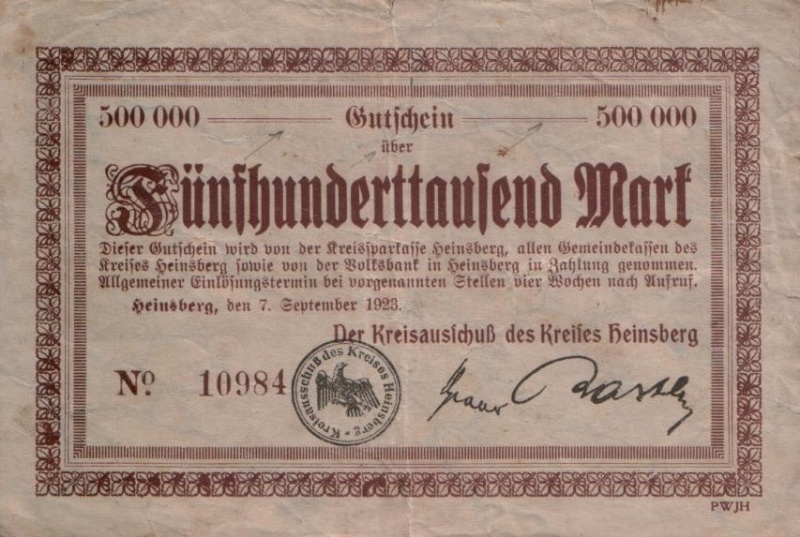 500 000 Gutschein 500 000
über
Fünfhunderttausend Mark
Dieser Gutschein wird von der Kreissparkasse Heinsberg, allen Gemeindekassen des
Kreises Heinsberg sowie von der Volksbank in Heinsberg in Zahlung genommen.
Allgemeiner Einlösungstermin bei vorgenannten Stellen vier Wochen nach Aufruf.
Heinsberg, den 7. September 1923.
Der Kreisausschuß des Kreises Heinsberg
No 10984
Kreisausschuß des Kreises Heinsberg
PWJH